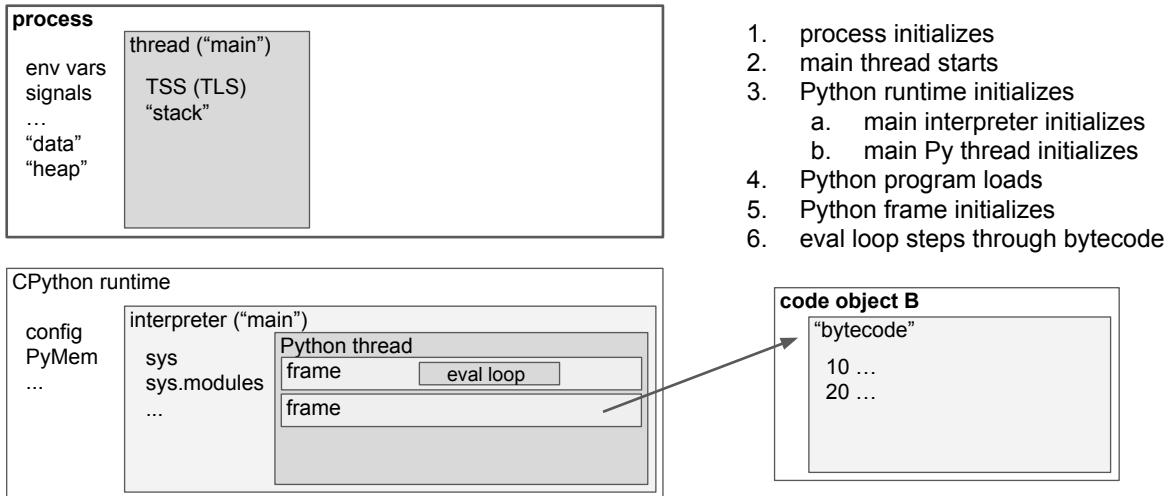 process
thread (“main”)
env vars
signals
…
“data”
“heap”
TSS (TLS)
“stack”
1. process initializes
2. main thread starts
3. Python runtime initializes
a. main interpreter initializes
b. main Py thread initializes
4. Python program loads
5. Python frame initializes
6. eval loop steps through bytecode
CPython runtime
config
PyMem
...
interpreter (“main”)
sys
sys.modules
...
Python thread
frame
eval loop
frame
code object B
“bytecode”
10 …
20 …